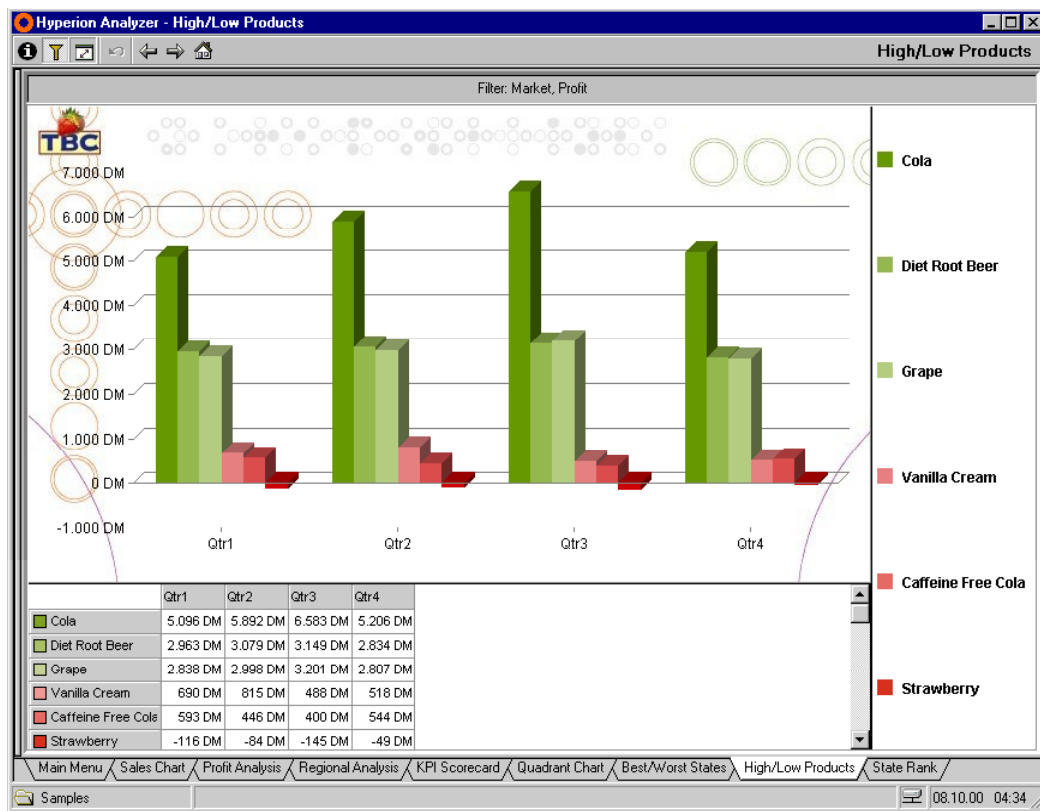 Hyperion Analyzer - High/Low Products
High/Low Products
Filter: Market, Profit
TBC
7.000 DM
6.000 DM
5.000 DM
4.000 DM
3.000 DM
2.000 DM
1.000 DM
0 DM
-1.000 DM
Qtr1 Qtr2 Qtr3 Qtr4
Cola
Diet Root Beer
Grape
Vanilla Cream
Caffeine Free Cola
Strawberry
Qtr1 Qtr2 Qtr3 Qtr4
Cola 5.096 DM 5.892 DM 6.583 DM 5.206 DM
Diet Root Beer 2.963 DM 3.079 DM 3.149 DM 2.834 DM
Grape 2.838 DM 2.998 DM 3.201 DM 2.807 DM
Vanilla Cream 690 DM 815 DM 488 DM 518 DM
Caffeine Free Cola 593 DM 446 DM 400 DM 544 DM
Strawberry -116 DM -84 DM -145 DM -49 DM
Main Menu Sales Chart Profit Analysis Regional Analysis KPI Scorecard Quadrant Chart Best/Worst States High/Low Products State Rank
Samples 08.10.00 04:34